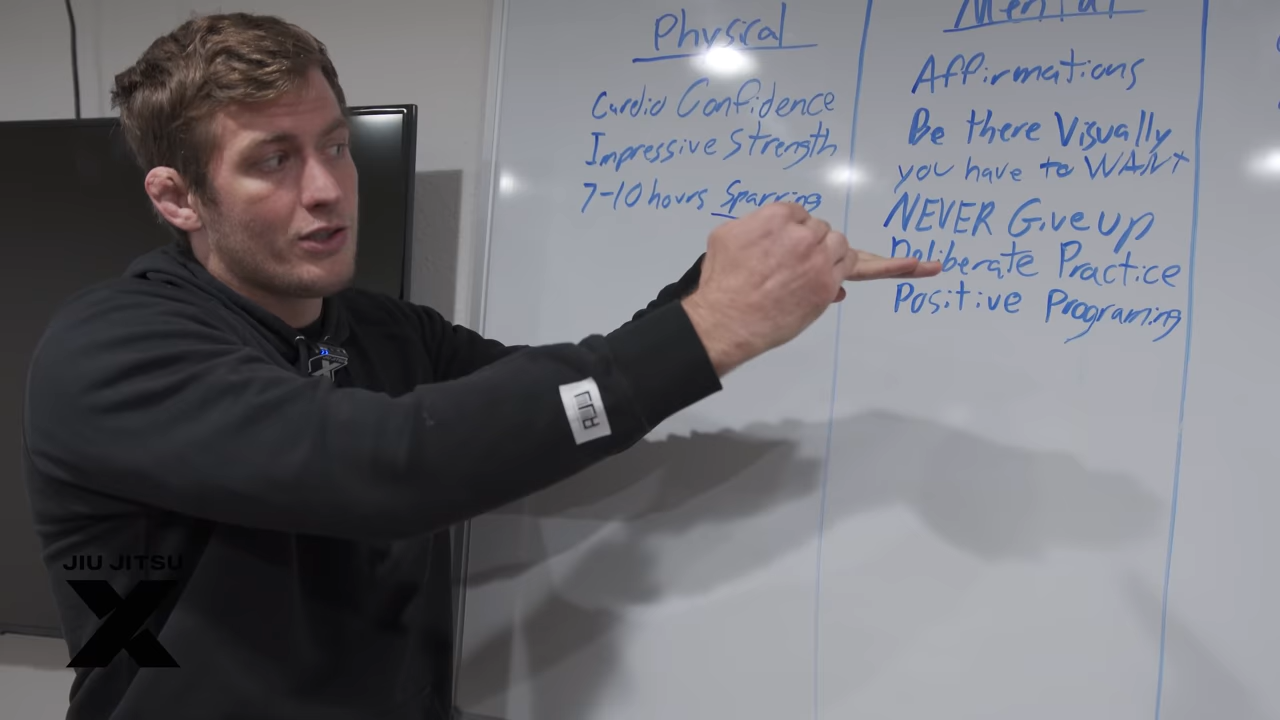 Physical
Cardio Confidence
Impressive Strength
7-10 hours Sparring
Mental
Affirmations
Be there Visually
you have to WANT
NEVER Give up
Deliberate Practice
Positive Programing
JIU JITSU
X